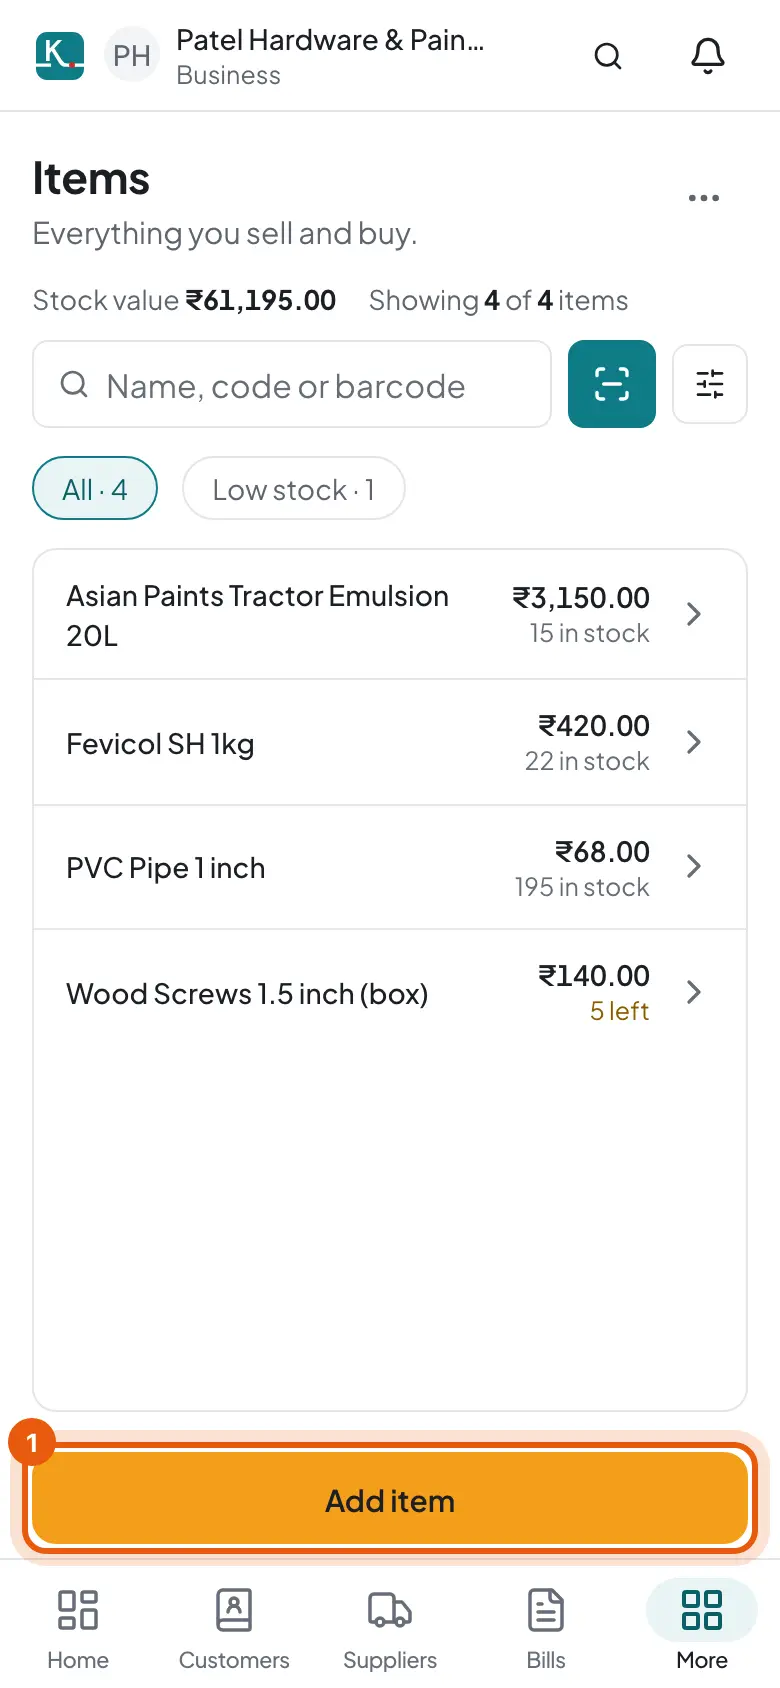 K.
PH
Patel Hardware & Pain...
Business
Items
Everything you sell and buy.
Stock value ₹61,195.00 Showing 4 of 4 items
Name, code or barcode
All · 4
Low stock · 1
Asian Paints Tractor Emulsion
20L
₹3,150.00
15 in stock
Fevicol SH 1kg
₹420.00
22 in stock
PVC Pipe 1 inch
₹68.00
195 in stock
Wood Screws 1.5 inch (box)
₹140.00
5 left
1
Add item
Home
Customers
Suppliers
Bills
More